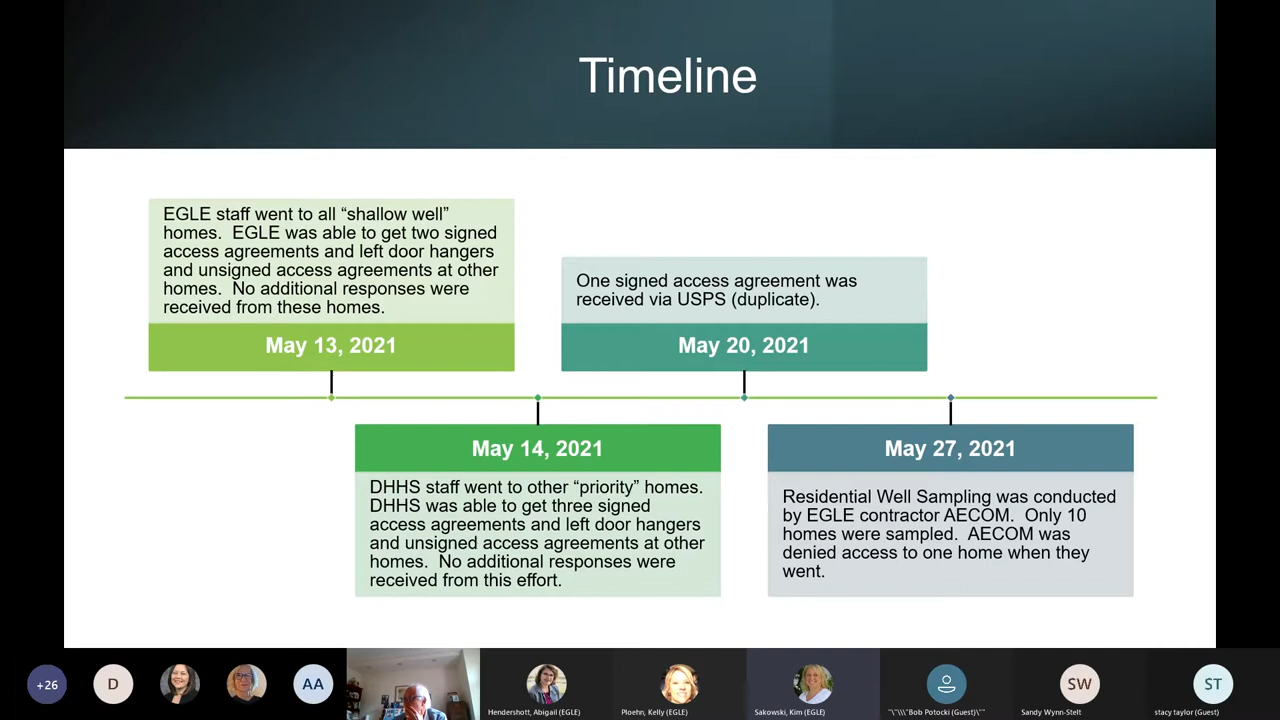 Timeline
EGLE staff went to all “shallow well”
homes.  EGLE was able to get two signed
access agreements and left door hangers
and unsigned access agreements at other
homes.  No additional responses were
received from these homes.
May 13, 2021
One signed access agreement was
received via USPS (duplicate).
May 20, 2021
May 14, 2021
DHHS staff went to other “priority” homes.
DHHS was able to get three signed
access agreements and left door hangers
and unsigned access agreements at other
homes.  No additional responses were
received from this effort.
May 27, 2021
Residential Well Sampling was conducted
by EGLE contractor AECOM.  Only 10
homes were sampled.  AECOM was
denied access to one home when they
went.
+26
D
AA
Hendershott, Abigail (EGLE)
Ploehn, Kelly (EGLE)
Sakowski, Kim (EGLE)
"\"\\\"Bob Potocki (Guest)\""
SW
Sandy Wynn-Stelt
ST
stacy taylor (Guest)